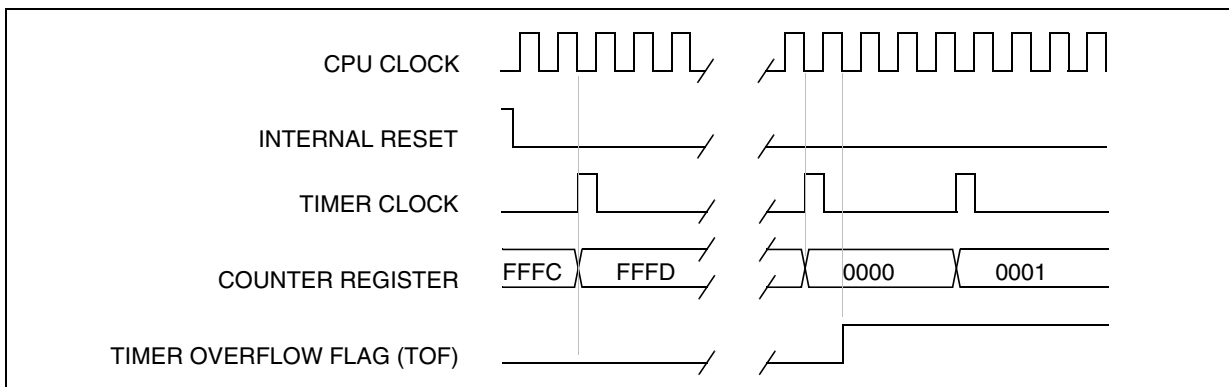 CPU CLOCK
INTERNAL RESET
TIMER CLOCK
COUNTER REGISTER FFFC FFFD 0000 0001
TIMER OVERFLOW FLAG (TOF)